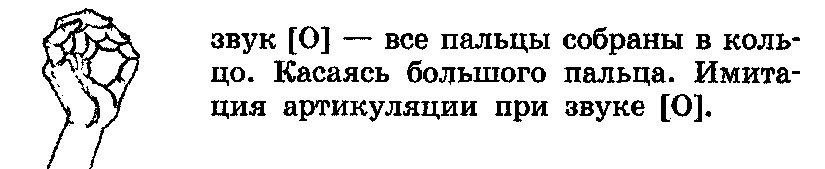 звук [О] — все пальцы собраны в коль-
цо. Касаясь большого пальца. Имита-
ция артикуляции при звуке [О].